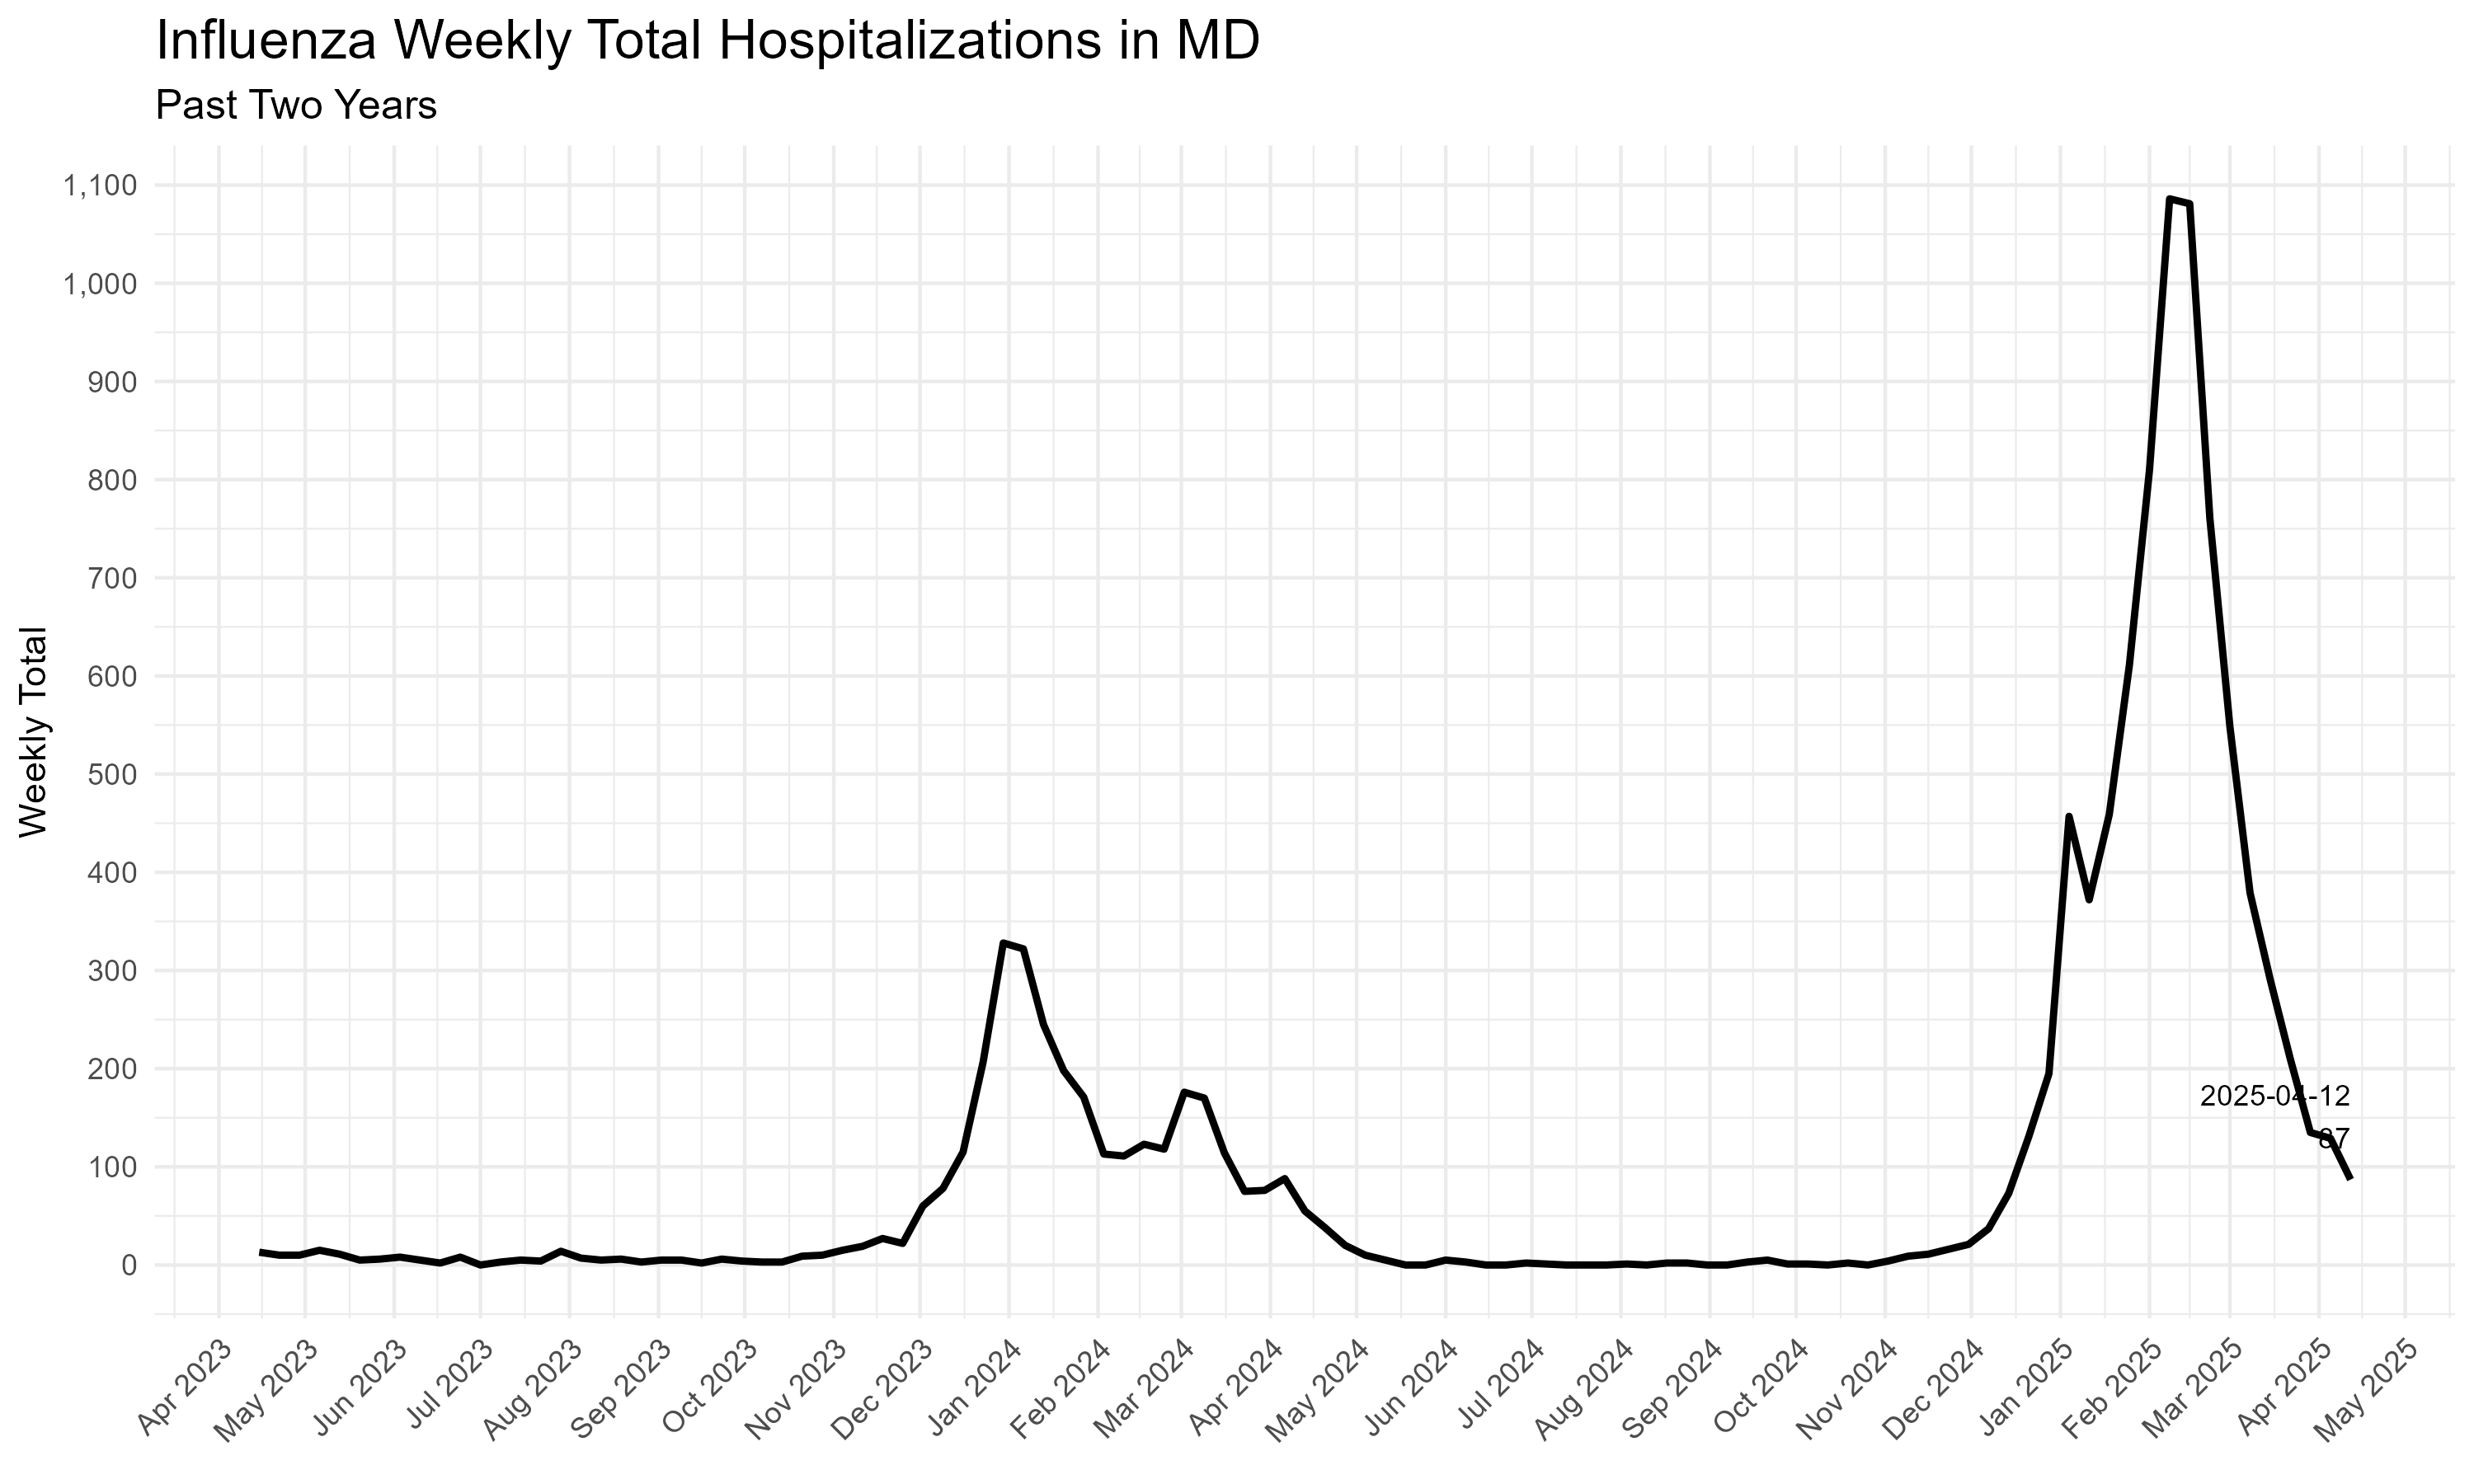 Influenza Weekly Total Hospitalizations in MD
Past Two Years
Weekly Total
1,100
1,000
900
800
700
600
500
400
300
200
100
0
2025-04-12
87
Apr 2023
May 2023
Jun 2023
Jul 2023
Aug 2023
Sep 2023
Oct 2023
Nov 2023
Dec 2023
Jan 2024
Feb 2024
Mar 2024
Apr 2024
May 2024
Jun 2024
Jul 2024
Aug 2024
Sep 2024
Oct 2024
Nov 2024
Dec 2024
Jan 2025
Feb 2025
Mar 2025
Apr 2025
May 2025